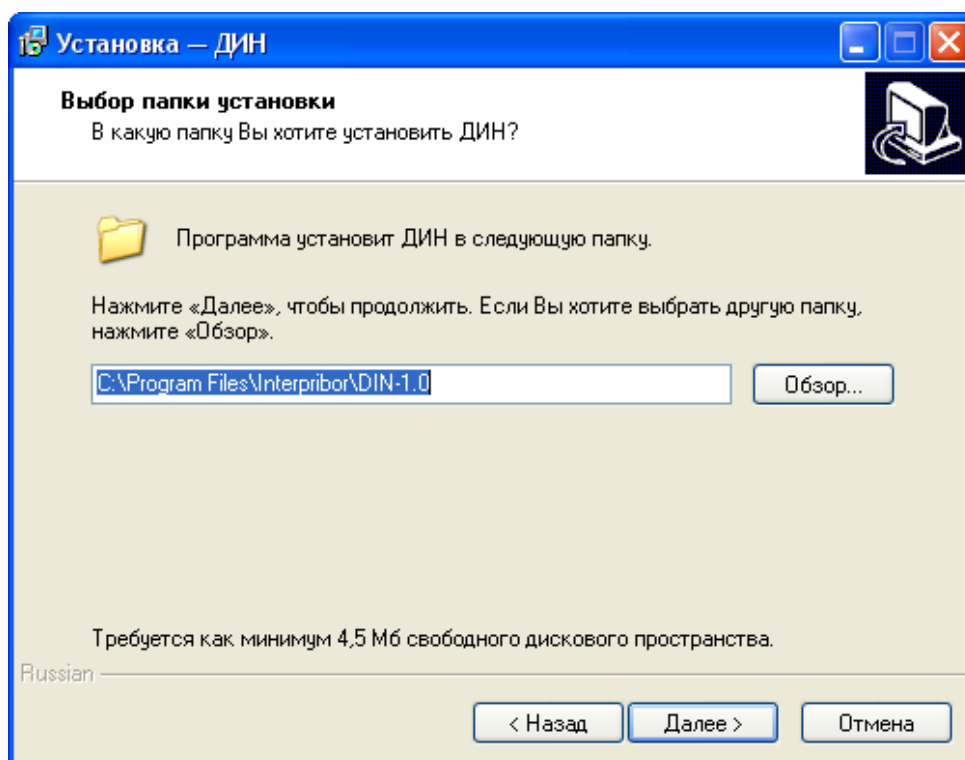 Установка — ДИН
Выбор папки установки
В какую папку Вы хотите установить ДИН?
Программа установит ДИН в следующую папку.
Нажмите «Далее», чтобы продолжить. Если Вы хотите выбрать другую папку,
нажмите «Обзор».
C:\Program Files\Interpribor\DIN-1.0
Обзор...
Требуется как минимум 4,5 Мб свободного дискового пространства.
Russian
< Назад
Далее >
Отмена